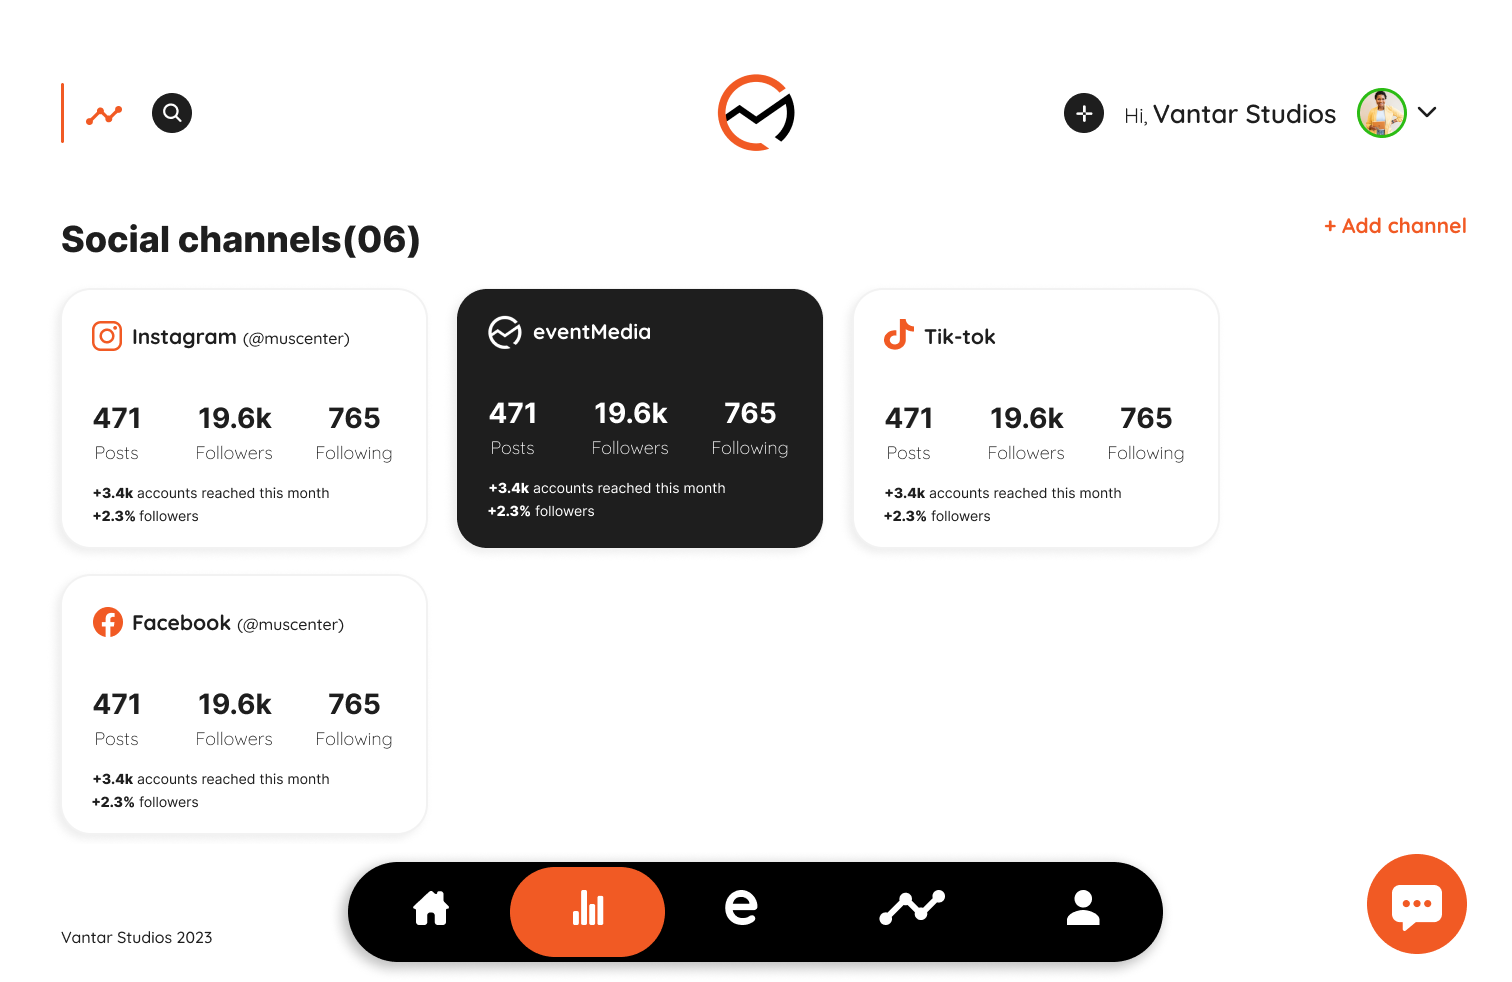 Hi, Vantar Studios
Social channels(06)
+ Add channel
Instagram (@muscenter)
471 19.6k 765
Posts Followers Following
+3.4k accounts reached this month
+2.3% followers
eventMedia
471 19.6k 765
Posts Followers Following
+3.4k accounts reached this month
+2.3% followers
Tik-tok
471 19.6k 765
Posts Followers Following
+3.4k accounts reached this month
+2.3% followers
Facebook (@muscenter)
471 19.6k 765
Posts Followers Following
+3.4k accounts reached this month
+2.3% followers
e
Vantar Studios 2023